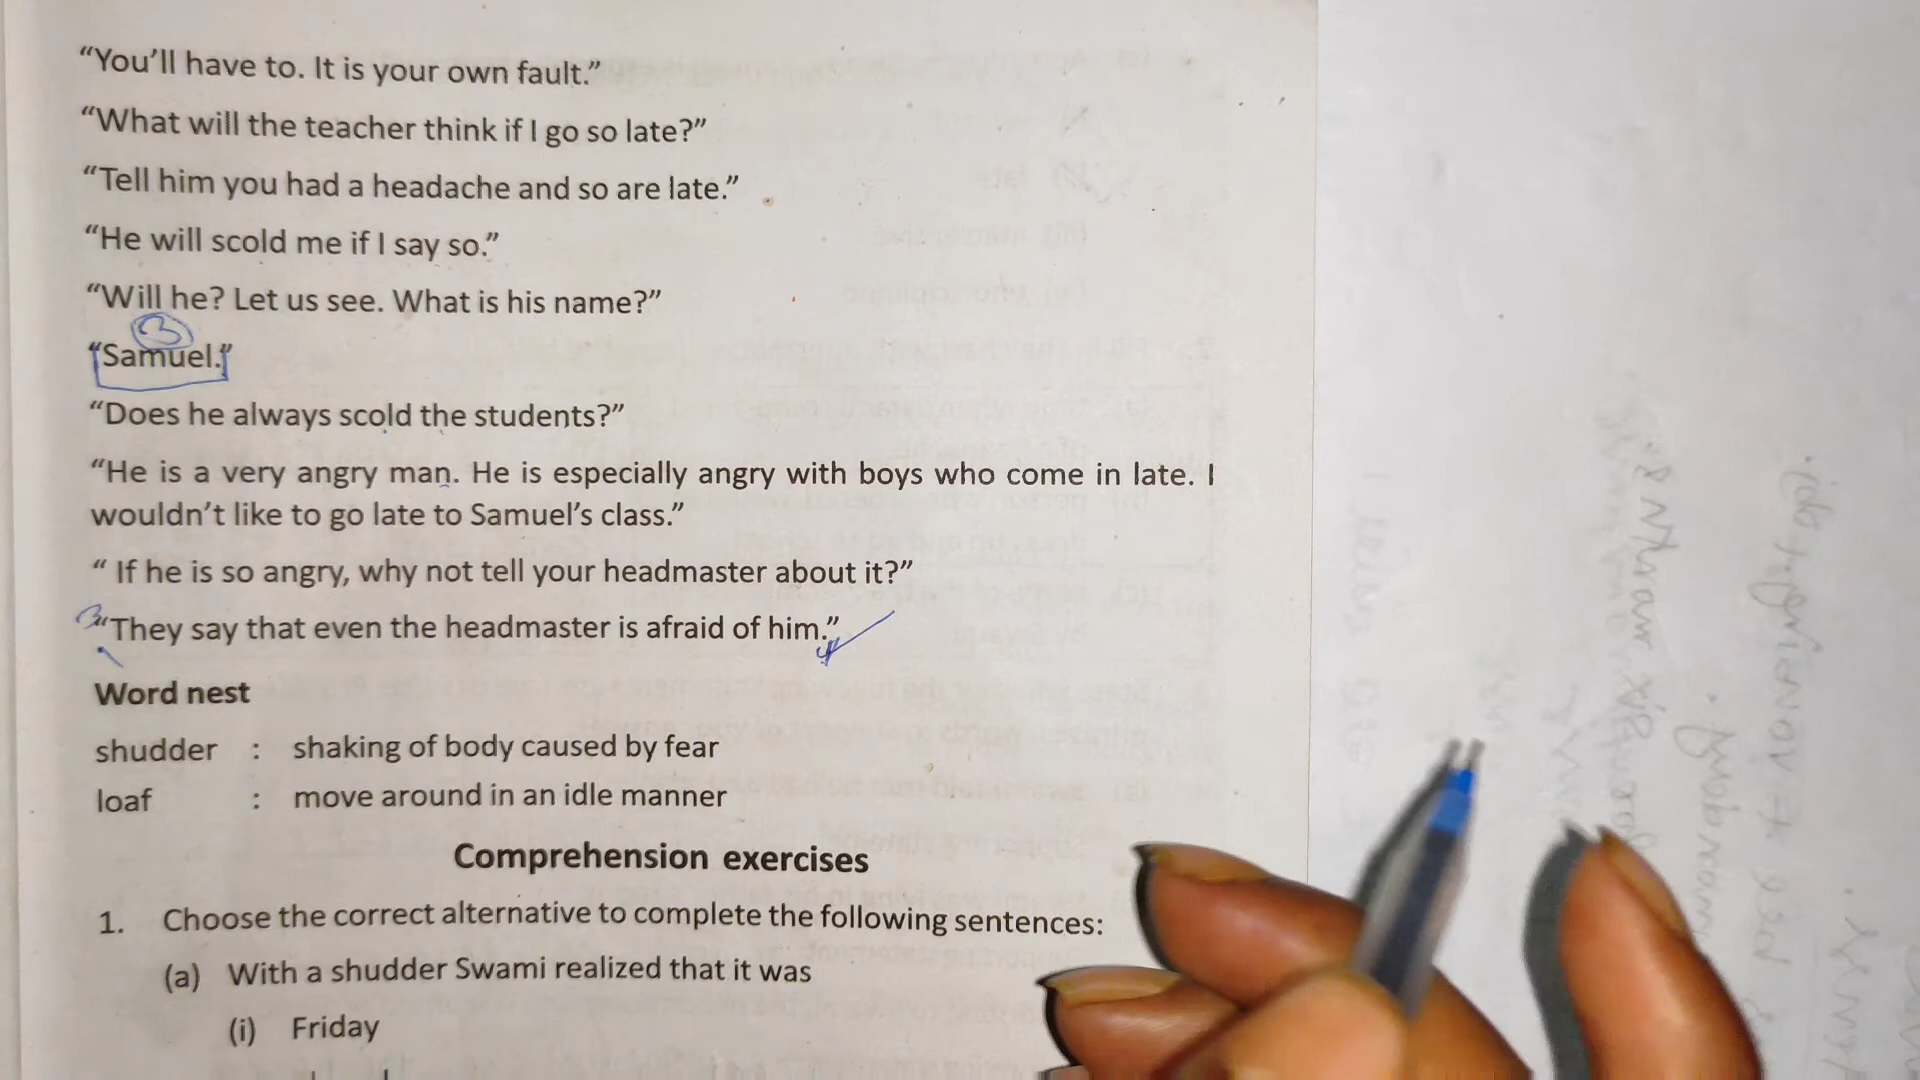 “You’ll have to. It is your own fault.”
“What will the teacher think if I go so late?”
“Tell him you had a headache and so are late.”
“He will scold me if I say so.”
“Will he? Let us see. What is his name?”
3
“Samuel.”
“Does he always scold the students?”
“He is a very angry man. He is especially angry with boys who come in late. I
wouldn’t like to go late to Samuel’s class.”
“ If he is so angry, why not tell your headmaster about it?”
“They say that even the headmaster is afraid of him.”
Word nest
shudder : shaking of body caused by fear
loaf : move around in an idle manner
Comprehension exercises
1. Choose the correct alternative to complete the following sentences:
(a) With a shudder Swami realized that it was
(i) Friday